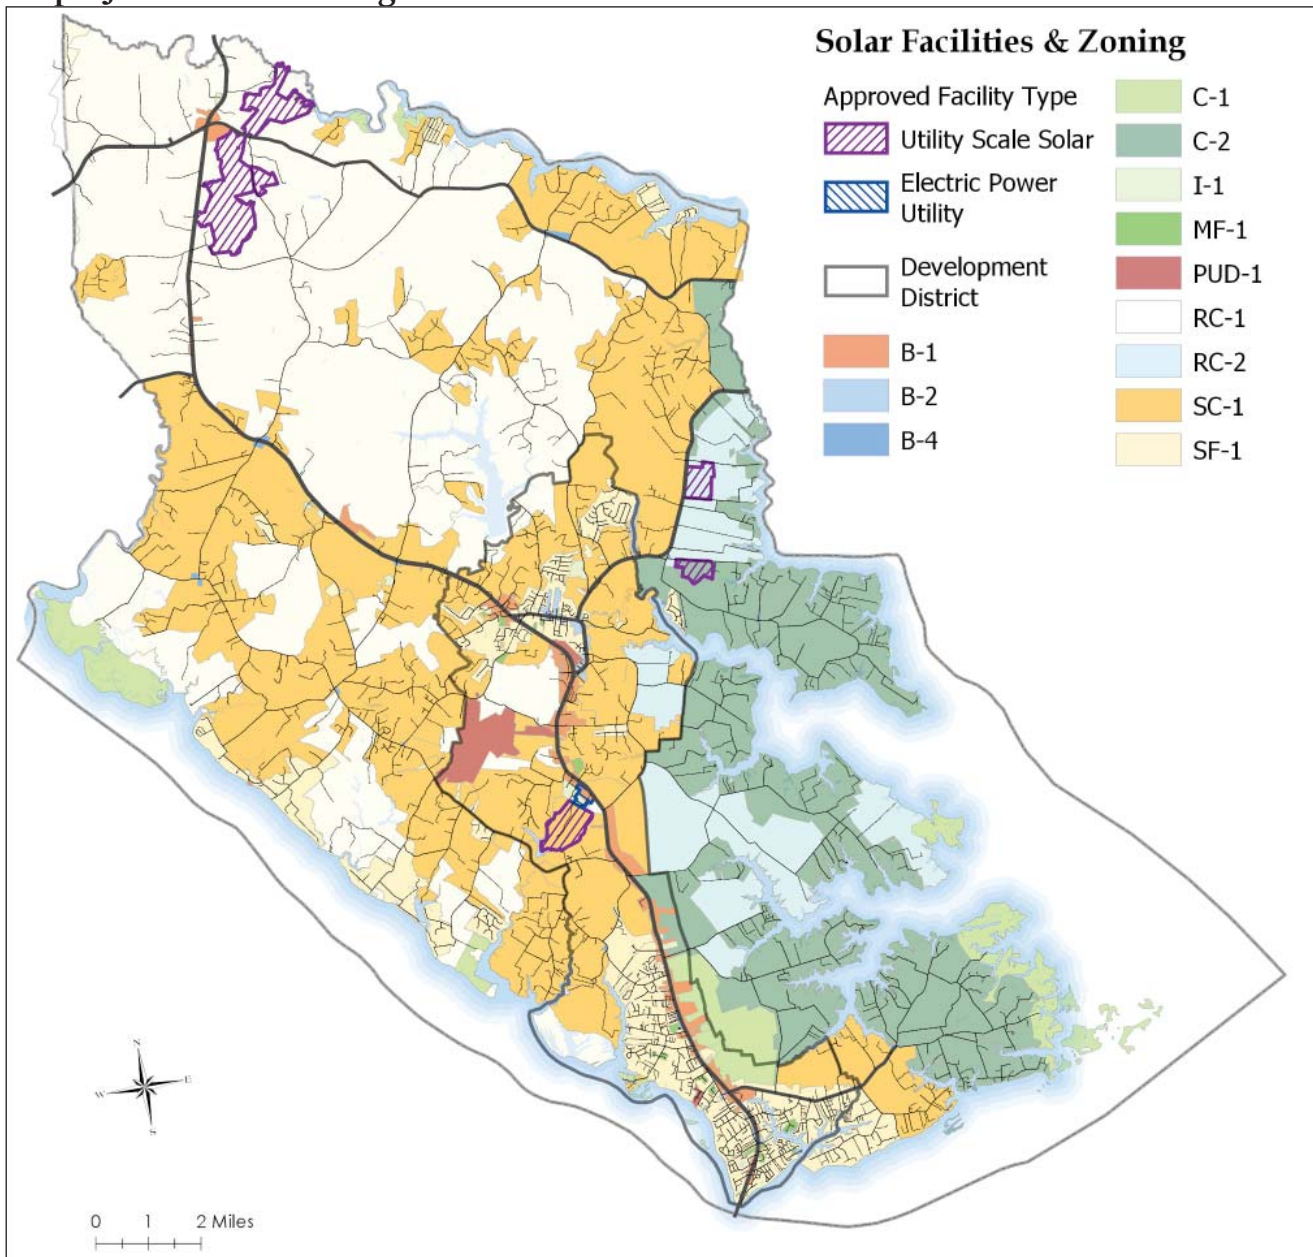 Solar Facilities & Zoning
Approved Facility Type
Utility Scale Solar
Electric Power
Utility
Development
District
B-1
B-2
B-4
C-1
C-2
I-1
MF-1
PUD-1
RC-1
RC-2
SC-1
SF-1
N
W
E
S
0 1 2 Miles